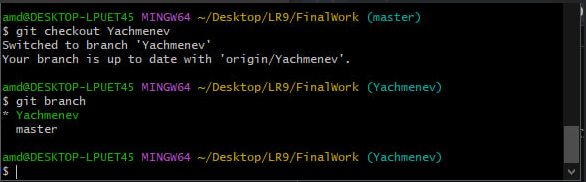 amd@DESKTOP-LPUET45 MINGW64 ~/Desktop/LR9/FinalWork (master)
$ git checkout Yachmenev
Switched to branch 'Yachmenev'
Your branch is up to date with 'origin/Yachmenev'.
amd@DESKTOP-LPUET45 MINGW64 ~/Desktop/LR9/FinalWork (Yachmenev)
$ git branch
* Yachmenev
  master
amd@DESKTOP-LPUET45 MINGW64 ~/Desktop/LR9/FinalWork (Yachmenev)
$